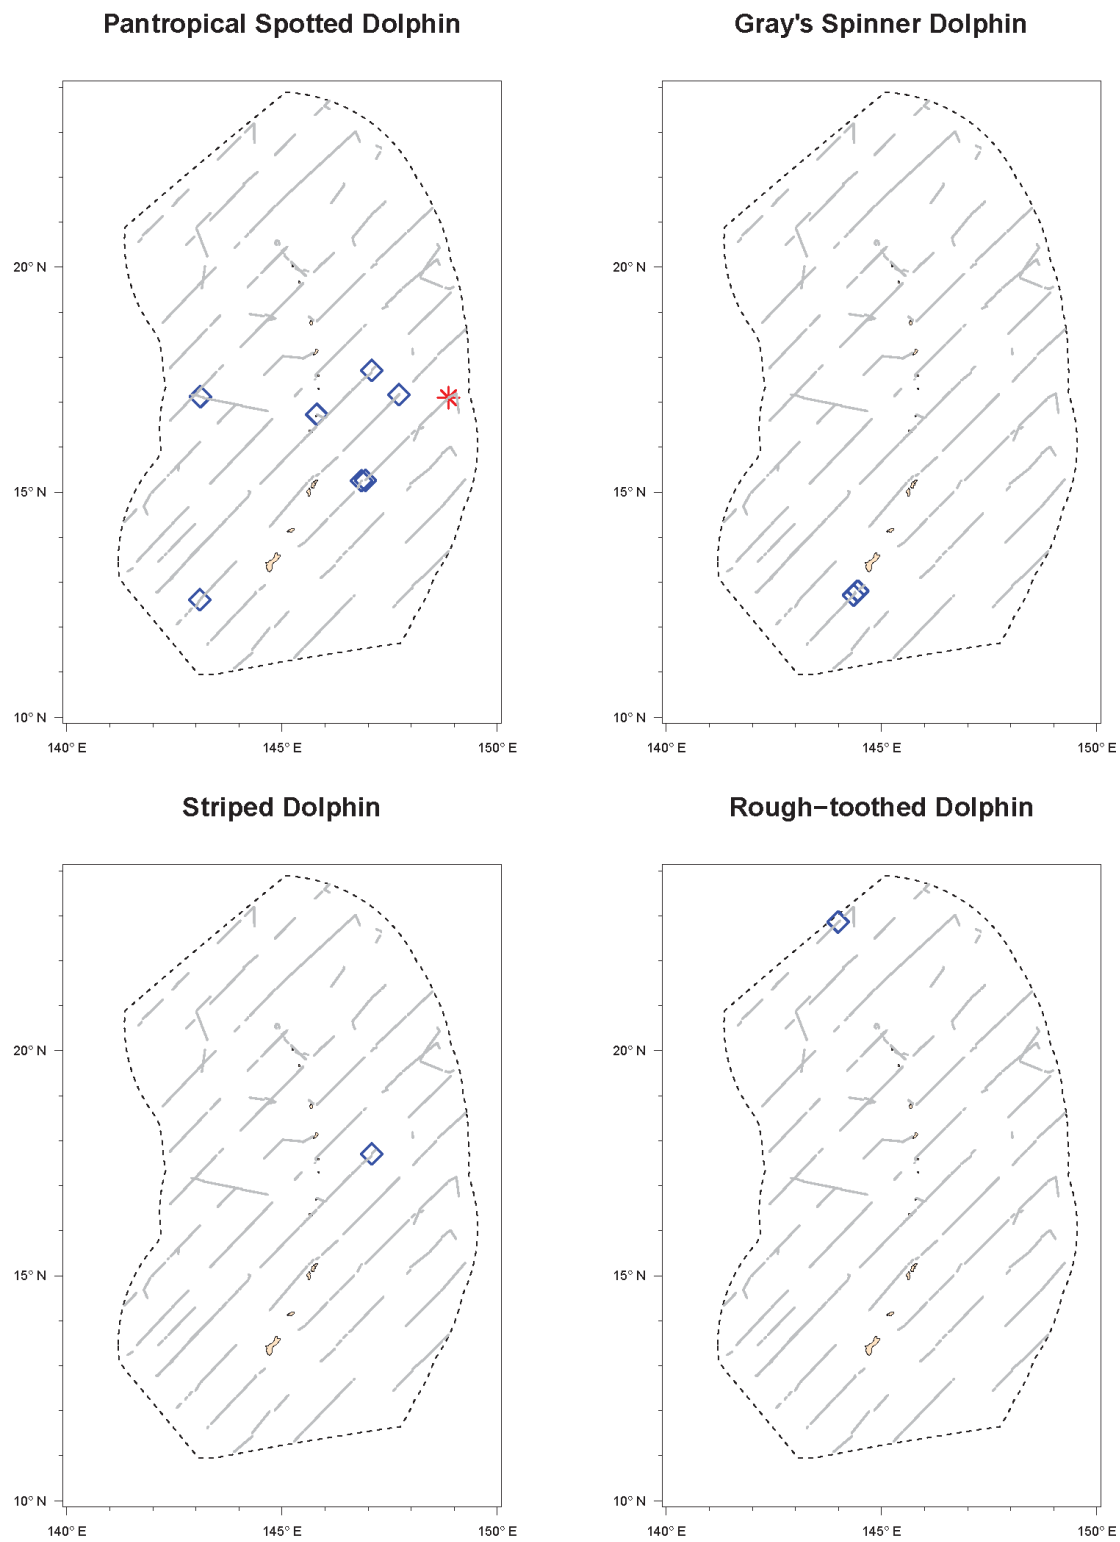 Pantropical Spotted Dolphin
20° N
15° N
10° N
140° E
145° E
150° E
Gray's Spinner Dolphin
20° N
15° N
10° N
140° E
145° E
150° E
Striped Dolphin
20° N
15° N
10° N
140° E
145° E
150° E
Rough−toothed Dolphin
20° N
15° N
10° N
140° E
145° E
150° E